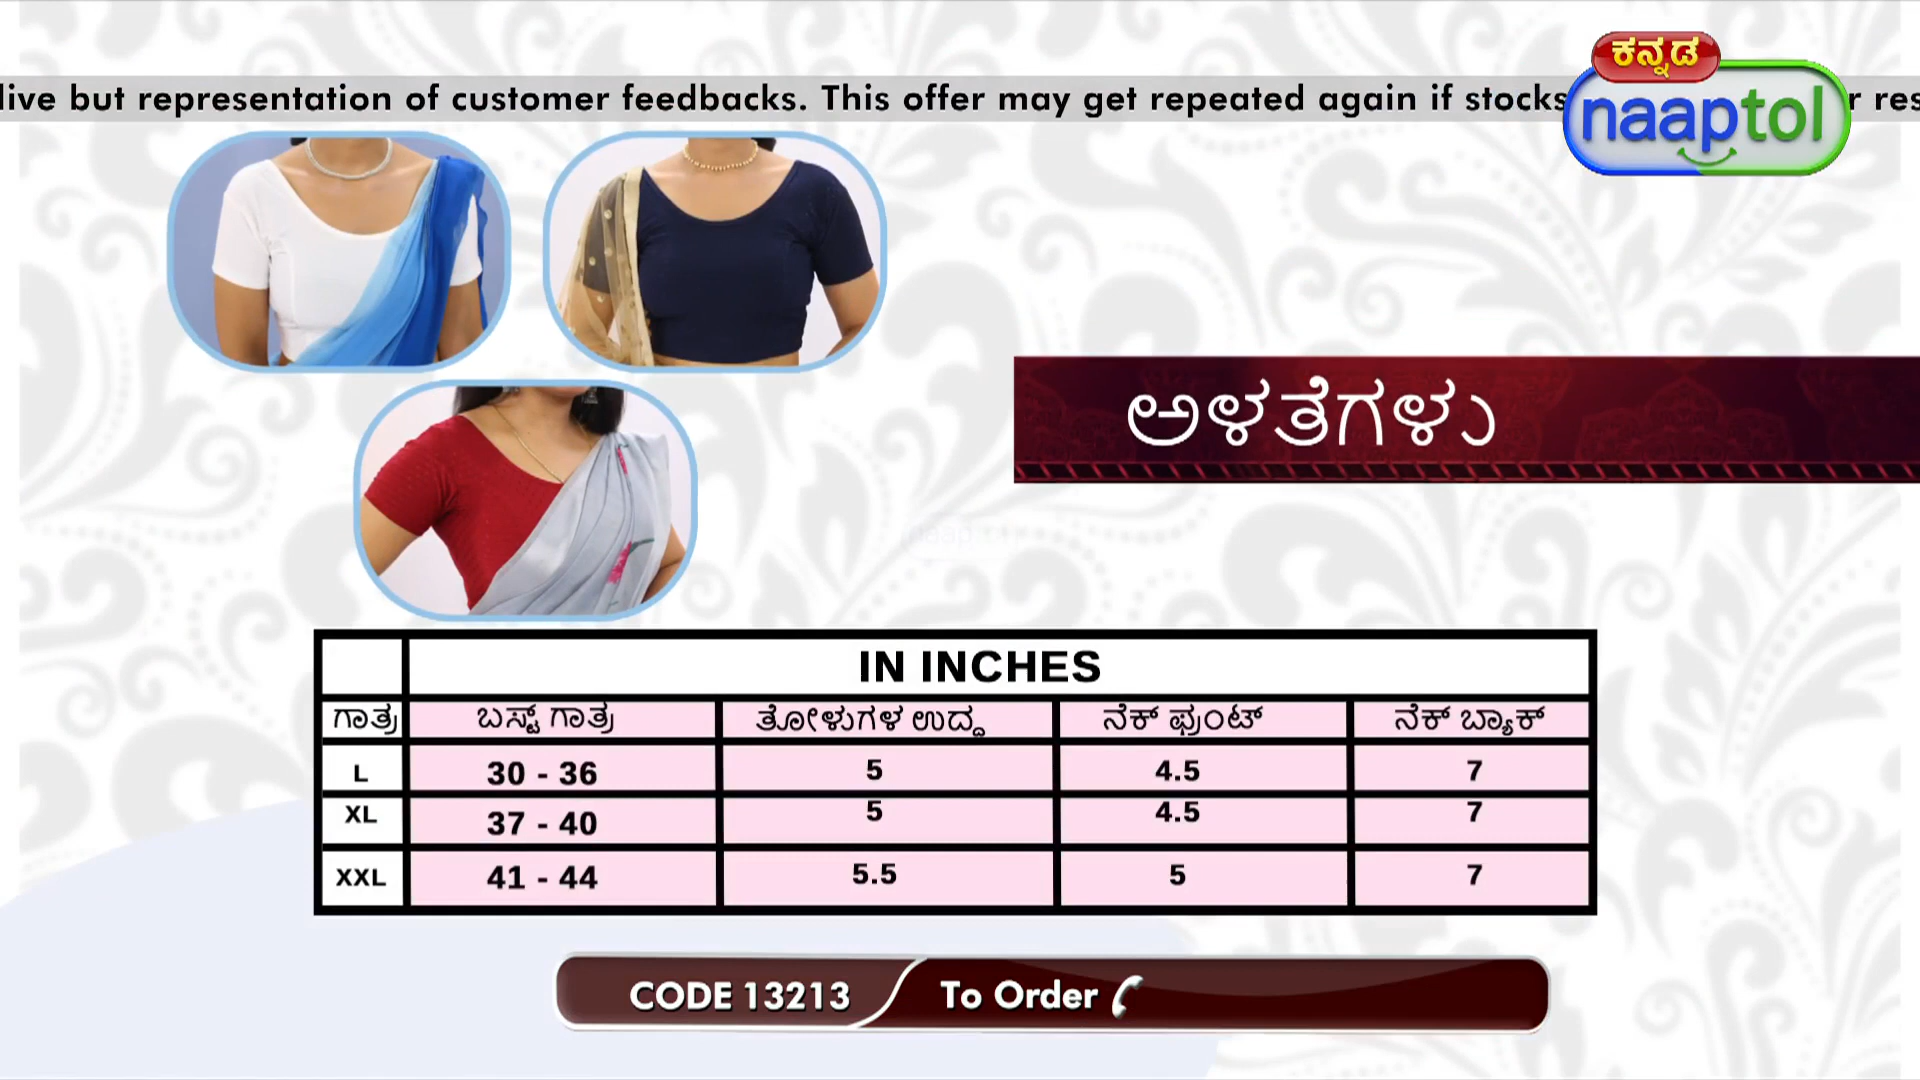 ಕನ್ನಡ
naaptol
live but representation of customer feedbacks. This offer may get repeated again if stocks
ಅಳತೆಗಳು
IN INCHES
ಗಾತ್ರ ಬಸ್ಟ್ ಗಾತ್ರ ತೋಳುಗಳ ಉದ್ದ ನೆಕ್ ಫ್ರಂಟ್ ನೆಕ್ ಬ್ಯಾಕ್
L 30 - 36 5 4.5 7
XL 37 - 40 5 4.5 7
XXL 41 - 44 5.5 5 7
CODE 13213 To Order